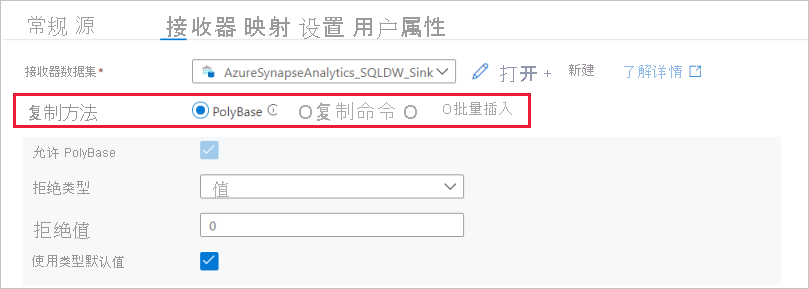 常规 源 接收器 映射 设置 用户属性
接收器数据集* AzureSynapseAnalytics_SQLDW_Sink 打开 + 新建 了解详情
复制方法 PolyBase O复制命令 O O批量插入
允许 PolyBase
拒绝类型 值
拒绝值 0
使用类型默认值